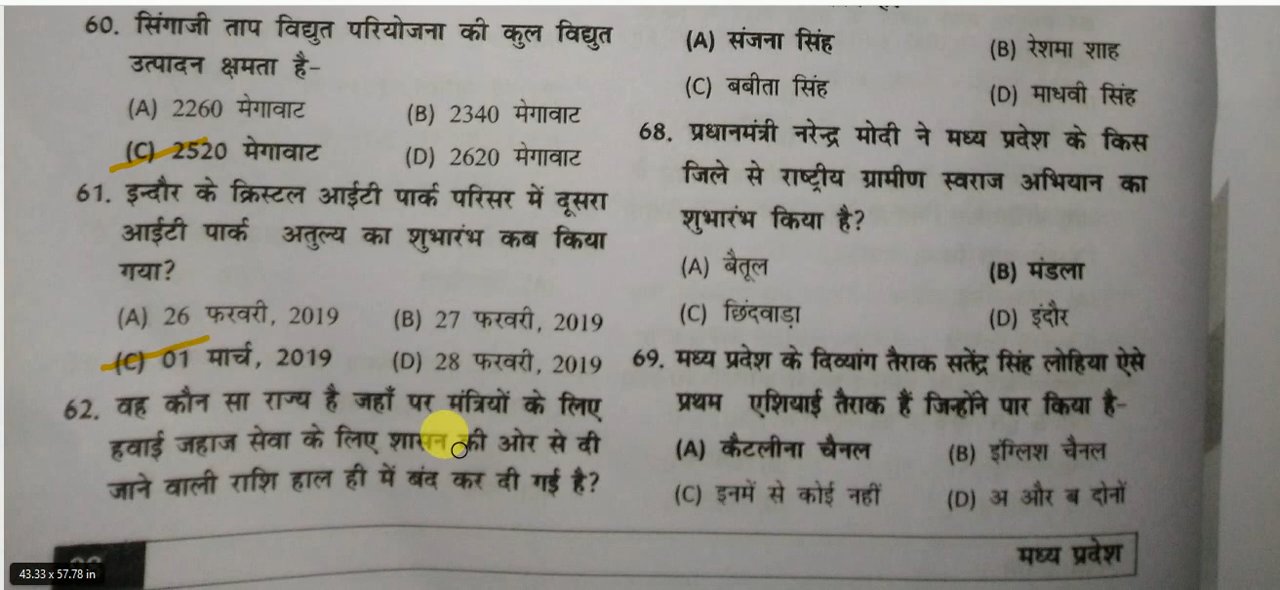 60. सिंगाजी ताप विद्युत परियोजना की कुल विद्युत
उत्पादन क्षमता है-
(A) 2260 मेगावाट (B) 2340 मेगावाट
(C) 2520 मेगावाट (D) 2620 मेगावाट
61. इन्दौर के क्रिस्टल आईटी पार्क परिसर में दूसरा
आईटी पार्क अतुल्य का शुभारंभ कब किया
गया?
(A) 26 फरवरी, 2019 (B) 27 फरवरी, 2019
(C) 01 मार्च, 2019 (D) 28 फरवरी, 2019
62. वह कौन सा राज्य है जहाँ पर मंत्रियों के लिए
हवाई जहाज सेवा के लिए शासन की ओर से दी
जाने वाली राशि हाल ही में बंद कर दी गई है?
(A) संजना सिंह (B) रेशमा शाह
(C) बबीता सिंह (D) माधवी सिंह
68. प्रधानमंत्री नरेन्द्र मोदी ने मध्य प्रदेश के किस
जिले से राष्ट्रीय ग्रामीण स्वराज अभियान का
शुभारंभ किया है?
(A) बैतूल (B) मंडला
(C) छिंदवाड़ा (D) इंदौर
69. मध्य प्रदेश के दिव्यांग तैराक सतेंद्र सिंह लोहिया ऐसे
प्रथम एशियाई तैराक हैं जिन्होंने पार किया है-
(A) कैटलीना चैनल (B) इंग्लिश चैनल
(C) इनमें से कोई नहीं (D) अ और ब दोनों
मध्य प्रदेश
43.33 x 57.78 in